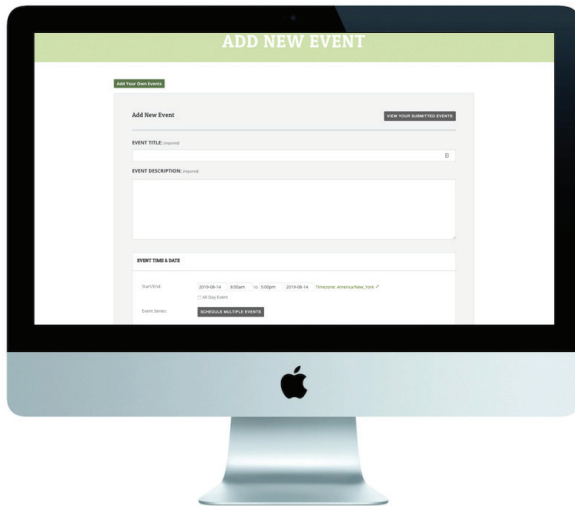 ADD NEW EVENT
Add Your Own Events
Add New Event
VIEW YOUR SUBMITTED EVENTS
EVENT TITLE: (required)
EVENT DESCRIPTION: (required)
EVENT TIME & DATE
Start/End: 2019-08-14 8:00am to 5:00pm 2019-08-14 Timezone: America/New_York
All Day Event
Event Series: SCHEDULE MULTIPLE EVENTS